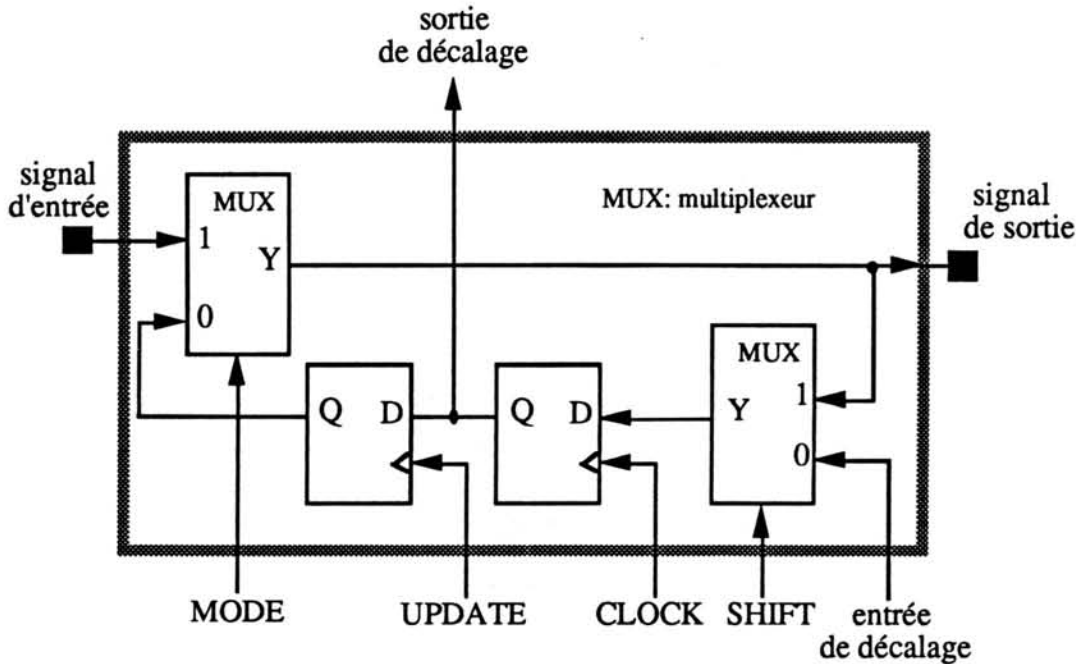 sortie
de décalage
signal
d'entrée
MUX
1
Y
0
MUX: multiplexeur
signal
de sortie
MUX
Y
1
0
Q
D
Q
D
MODE
UPDATE
CLOCK
SHIFT
entrée
de décalage